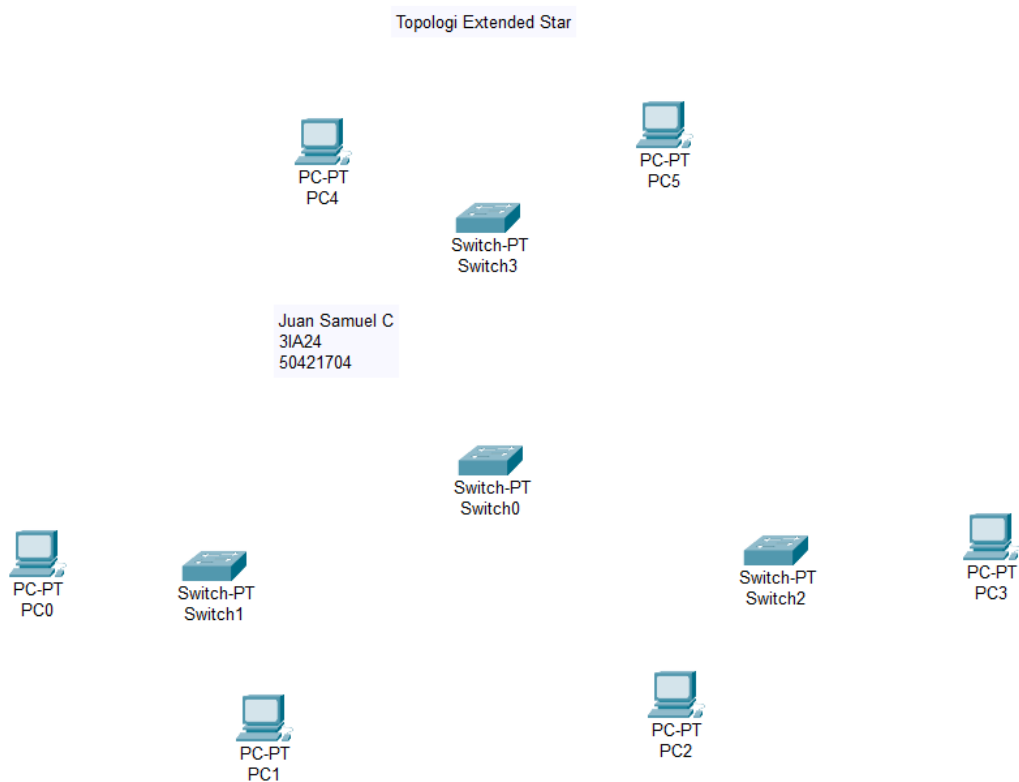 Topologi Extended Star
PC-PT
PC4
PC-PT
PC5
Switch-PT
Switch3
Juan Samuel C
3IA24
50421704
Switch-PT
Switch0
PC-PT
PC0
Switch-PT
Switch1
Switch-PT
Switch2
PC-PT
PC3
PC-PT
PC1
PC-PT
PC2